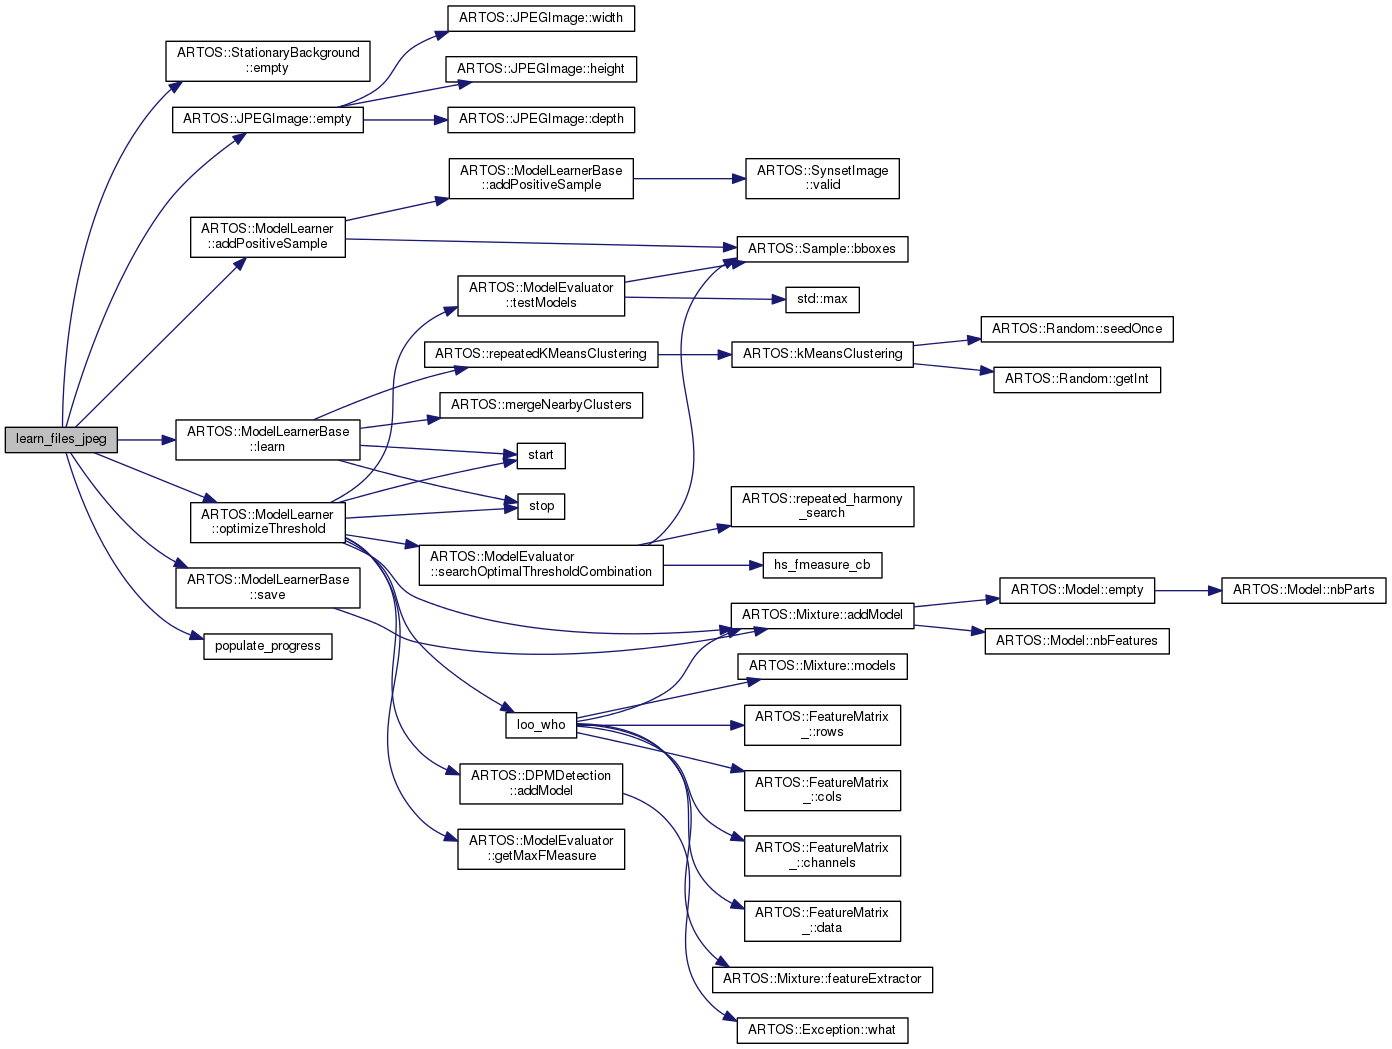 ARTOS::JPEGImage::width
ARTOS::StationaryBackground
::empty
ARTOS::JPEGImage::height
ARTOS::JPEGImage::empty
ARTOS::JPEGImage::depth
ARTOS::ModelLearnerBase
::addPositiveSample
ARTOS::SynsetImage
::valid
ARTOS::ModelLearner
::addPositiveSample
ARTOS::Sample::bboxes
ARTOS::ModelEvaluator
::testModels
std::max
ARTOS::Random::seedOnce
ARTOS::repeatedKMeansClustering
ARTOS::kMeansClustering
ARTOS::Random::getInt
ARTOS::mergeNearbyClusters
learn_files_jpeg
ARTOS::ModelLearnerBase
::learn
start
stop
ARTOS::repeated_harmony
_search
ARTOS::ModelLearner
::optimizeThreshold
ARTOS::ModelEvaluator
::searchOptimalThresholdCombination
hs_fmeasure_cb
ARTOS::ModelLearnerBase
::save
ARTOS::Model::empty
ARTOS::Model::nbParts
ARTOS::Mixture::addModel
ARTOS::Model::nbFeatures
populate_progress
ARTOS::Mixture::models
loo_who
ARTOS::FeatureMatrix
_::rows
ARTOS::DPMDetection
::addModel
ARTOS::FeatureMatrix
_::cols
ARTOS::ModelEvaluator
::getMaxFMeasure
ARTOS::FeatureMatrix
_::channels
ARTOS::FeatureMatrix
_::data
ARTOS::Mixture::featureExtractor
ARTOS::Exception::what